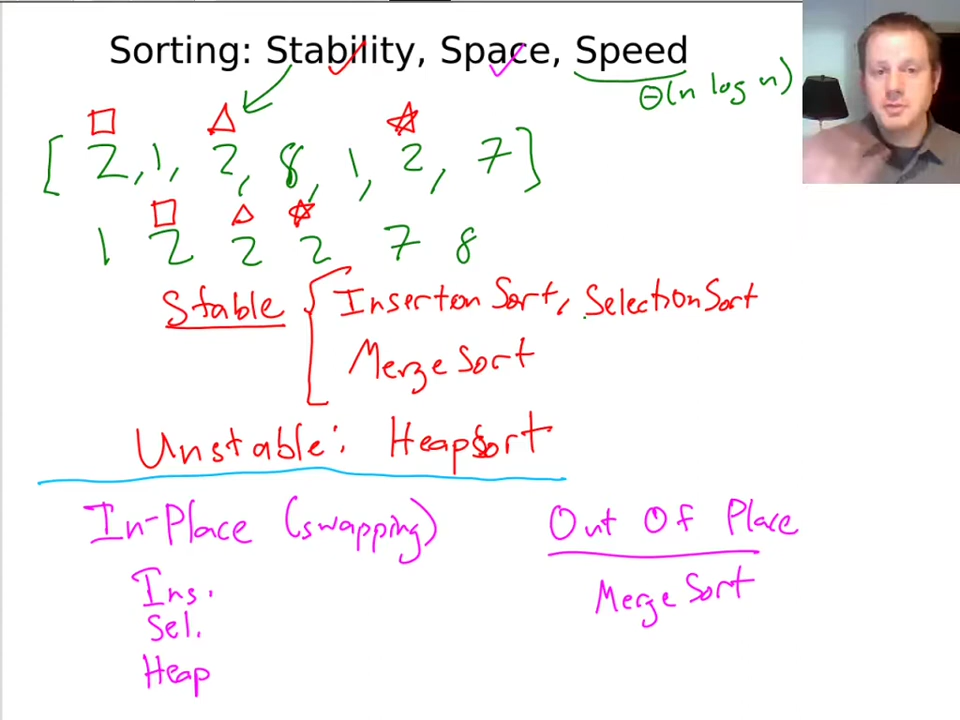 Sorting: Stability, Space, Speed
Θ(n log n)
[2, 1, 2, 8, 1, 2, 7]
1 2 2 2 7 8
Stable { Insertion Sort, Selection Sort
Merge Sort
Unstable: Heapsort
In-Place (swapping)
Ins.
Sel.
Heap
Out Of Place
Merge Sort